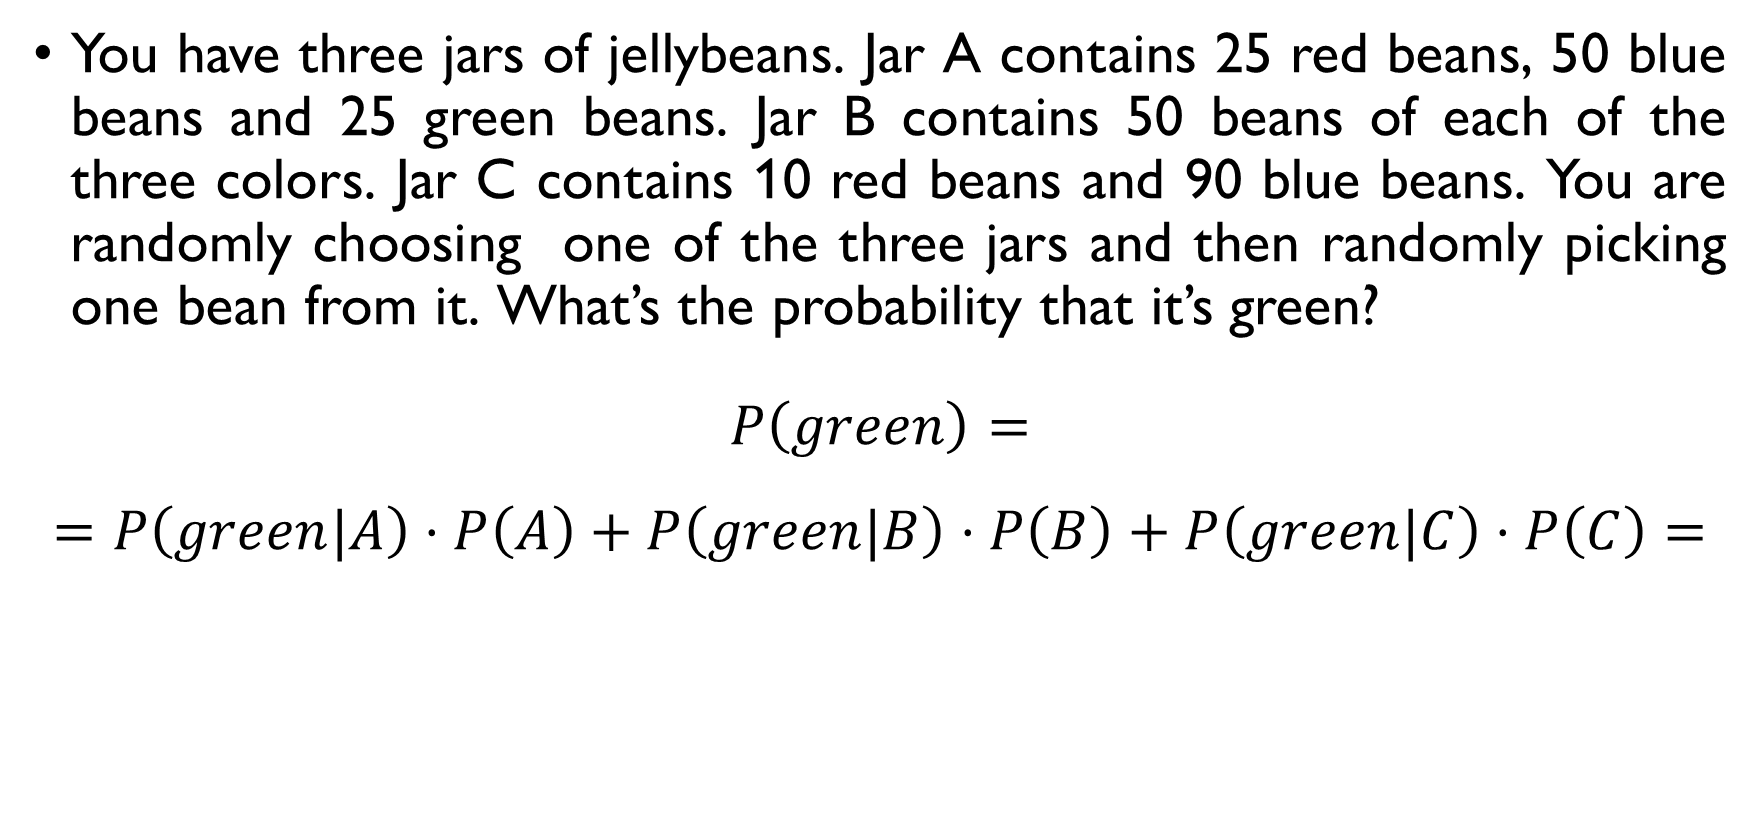 • You have three jars of jellybeans. Jar A contains 25 red beans, 50 blue
beans and 25 green beans. Jar B contains 50 beans of each of the
three colors. Jar C contains 10 red beans and 90 blue beans. You are
randomly choosing  one of the three jars and then randomly picking
one bean from it. What’s the probability that it’s green?
P(green) =
= P(green|A) · P(A) + P(green|B) · P(B) + P(green|C) · P(C) =